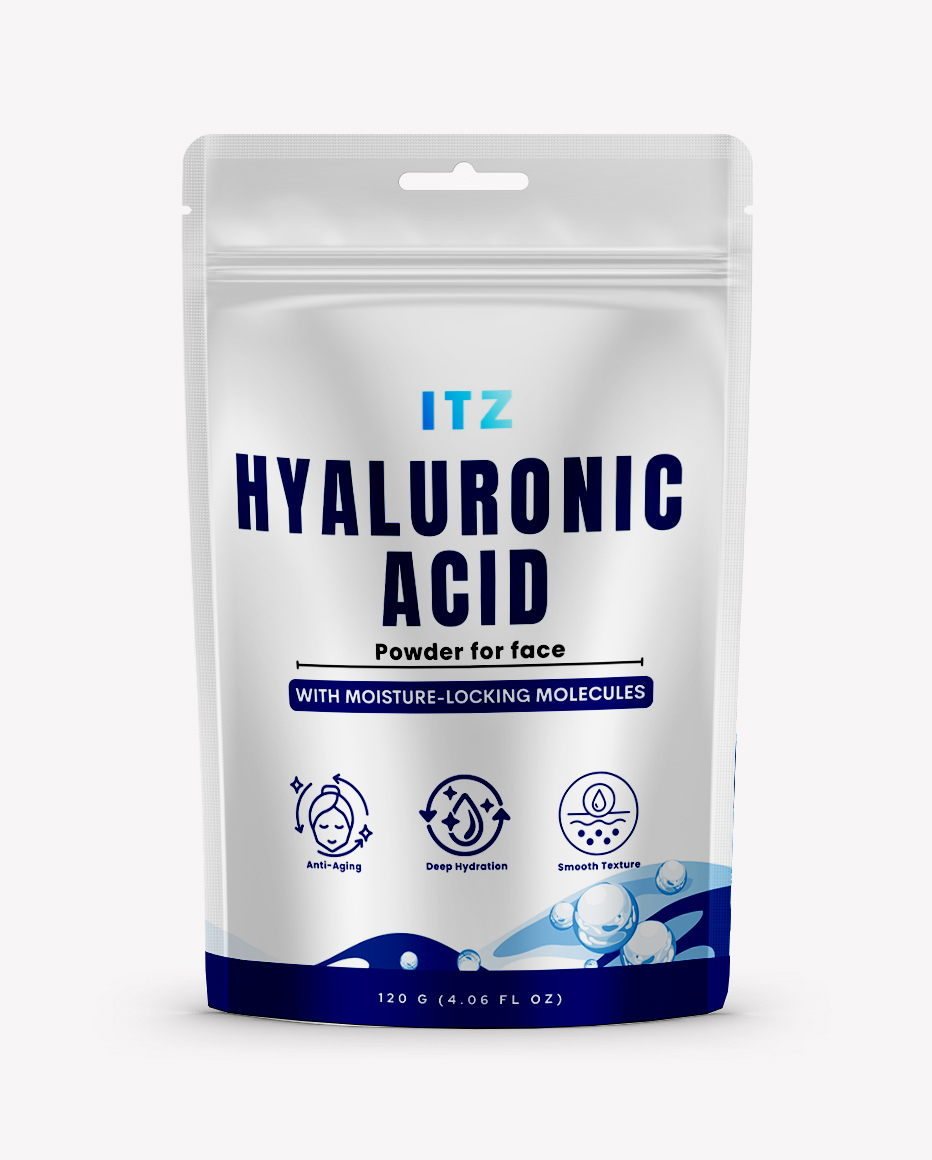 ITZ
HYALURONIC
ACID
Powder for face
WITH MOISTURE-LOCKING MOLECULES
Anti-Aging
Deep Hydration
Smooth Texture
120 G (4.06 FL OZ)